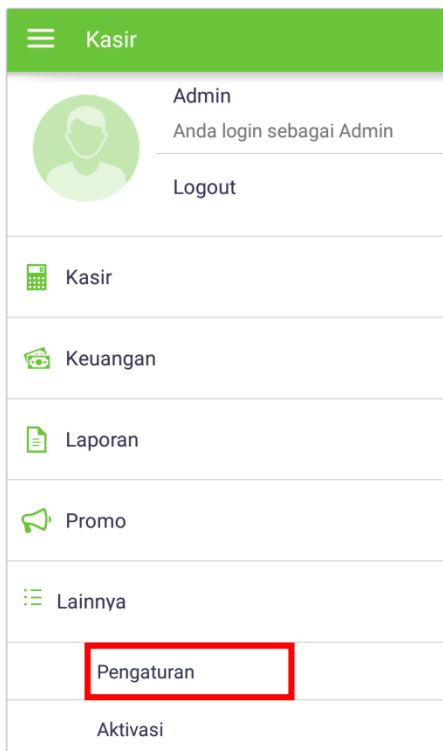 Kasir
Admin
Anda login sebagai Admin
Logout
Kasir
Keuangan
Laporan
Promo
Lainnya
Pengaturan
Aktivasi